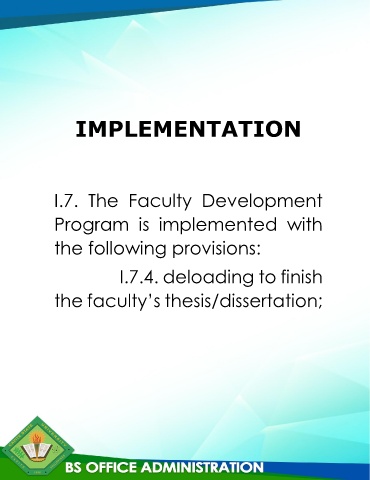 IMPLEMENTATION
I.7. The Faculty Development
Program is implemented with
the following provisions:
I.7.4. deloading to finish
the faculty's thesis/dissertation;
BS OFFICE ADMINISTRATION